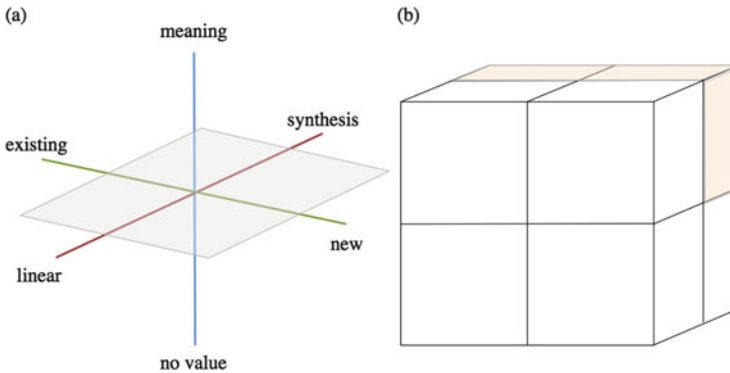 (a)
(b)
meaning
synthesis
existing
new
linear
no value